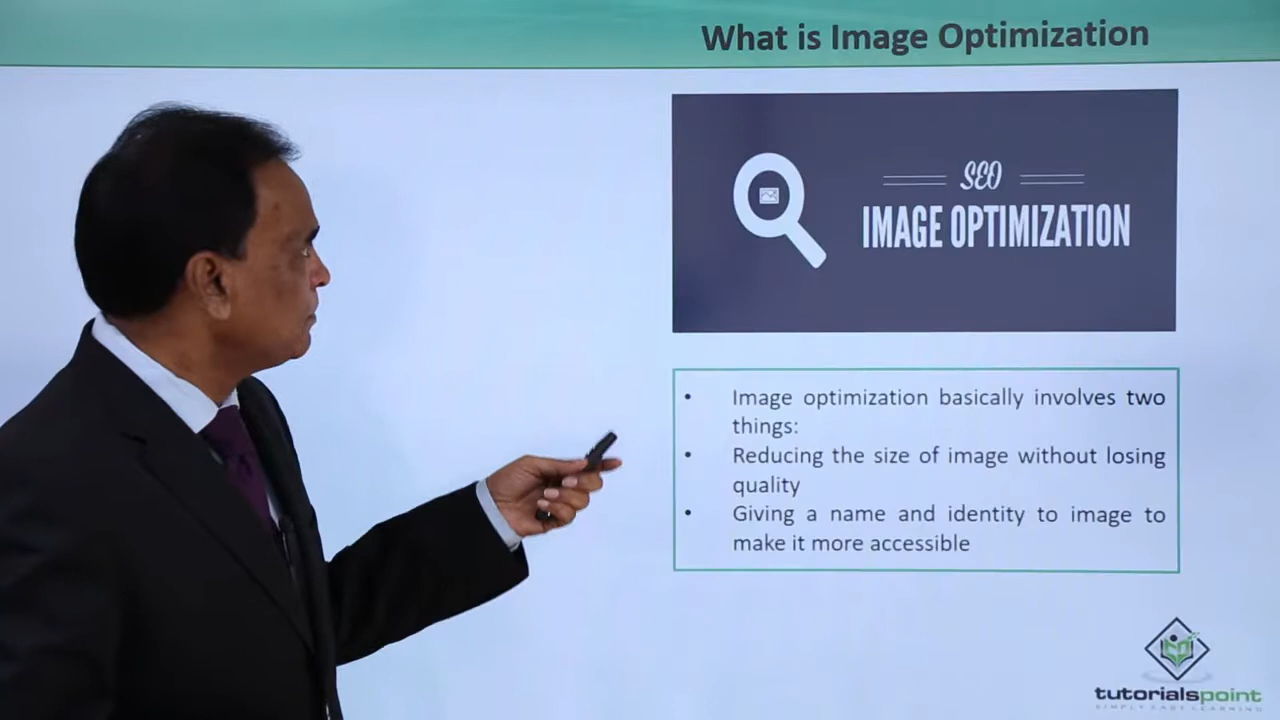 What is Image Optimization
SEO
IMAGE OPTIMIZATION
• Image optimization basically involves two
things:
• Reducing the size of image without losing
quality
• Giving a name and identity to image to
make it more accessible
tutorialspoint
SIMPLY EASY LEARNING